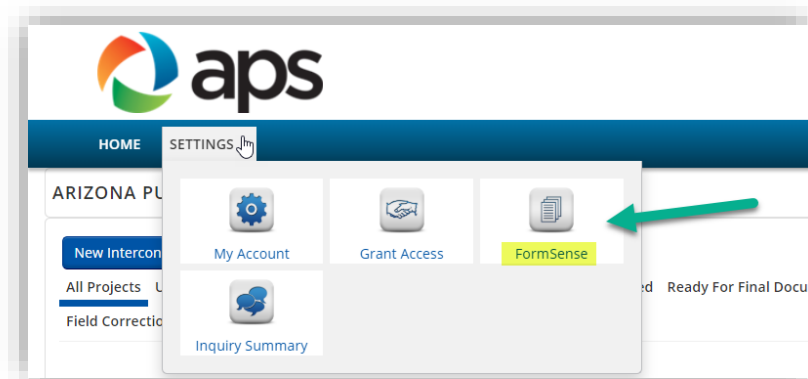 aps
HOME SETTINGS
ARIZONA PU
New Intercon
My Account Grant Access FormSense
All Projects U ed Ready For Final Docu
Field Correctio
Inquiry Summary